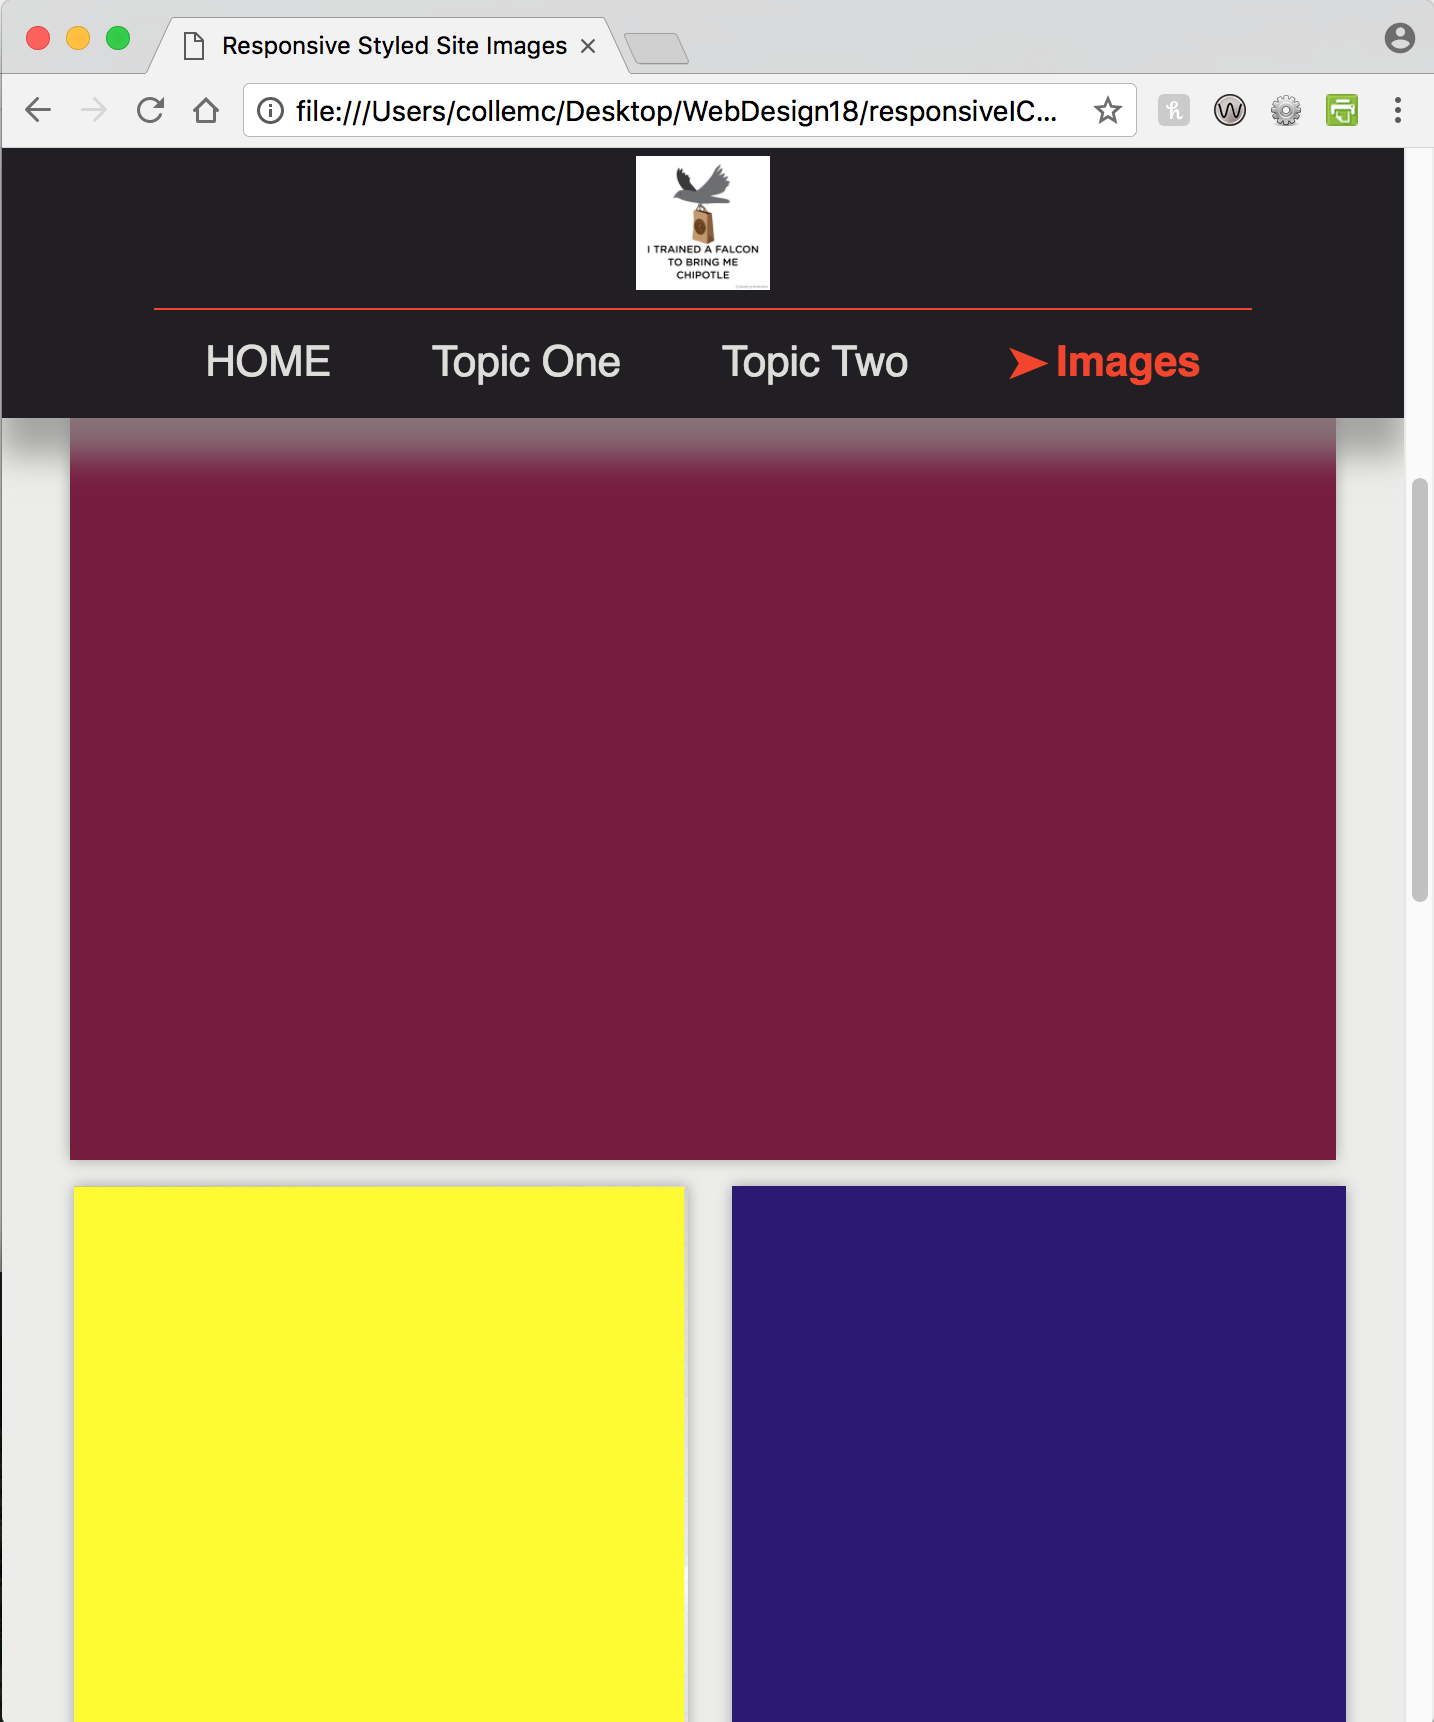 Responsive Styled Site Images
file:///Users/collemc/Desktop/WebDesign18/responsiveIC...
I TRAINED A FALCON
TO BRING ME
CHIPOTLE
HOME Topic One Topic Two ➤Images